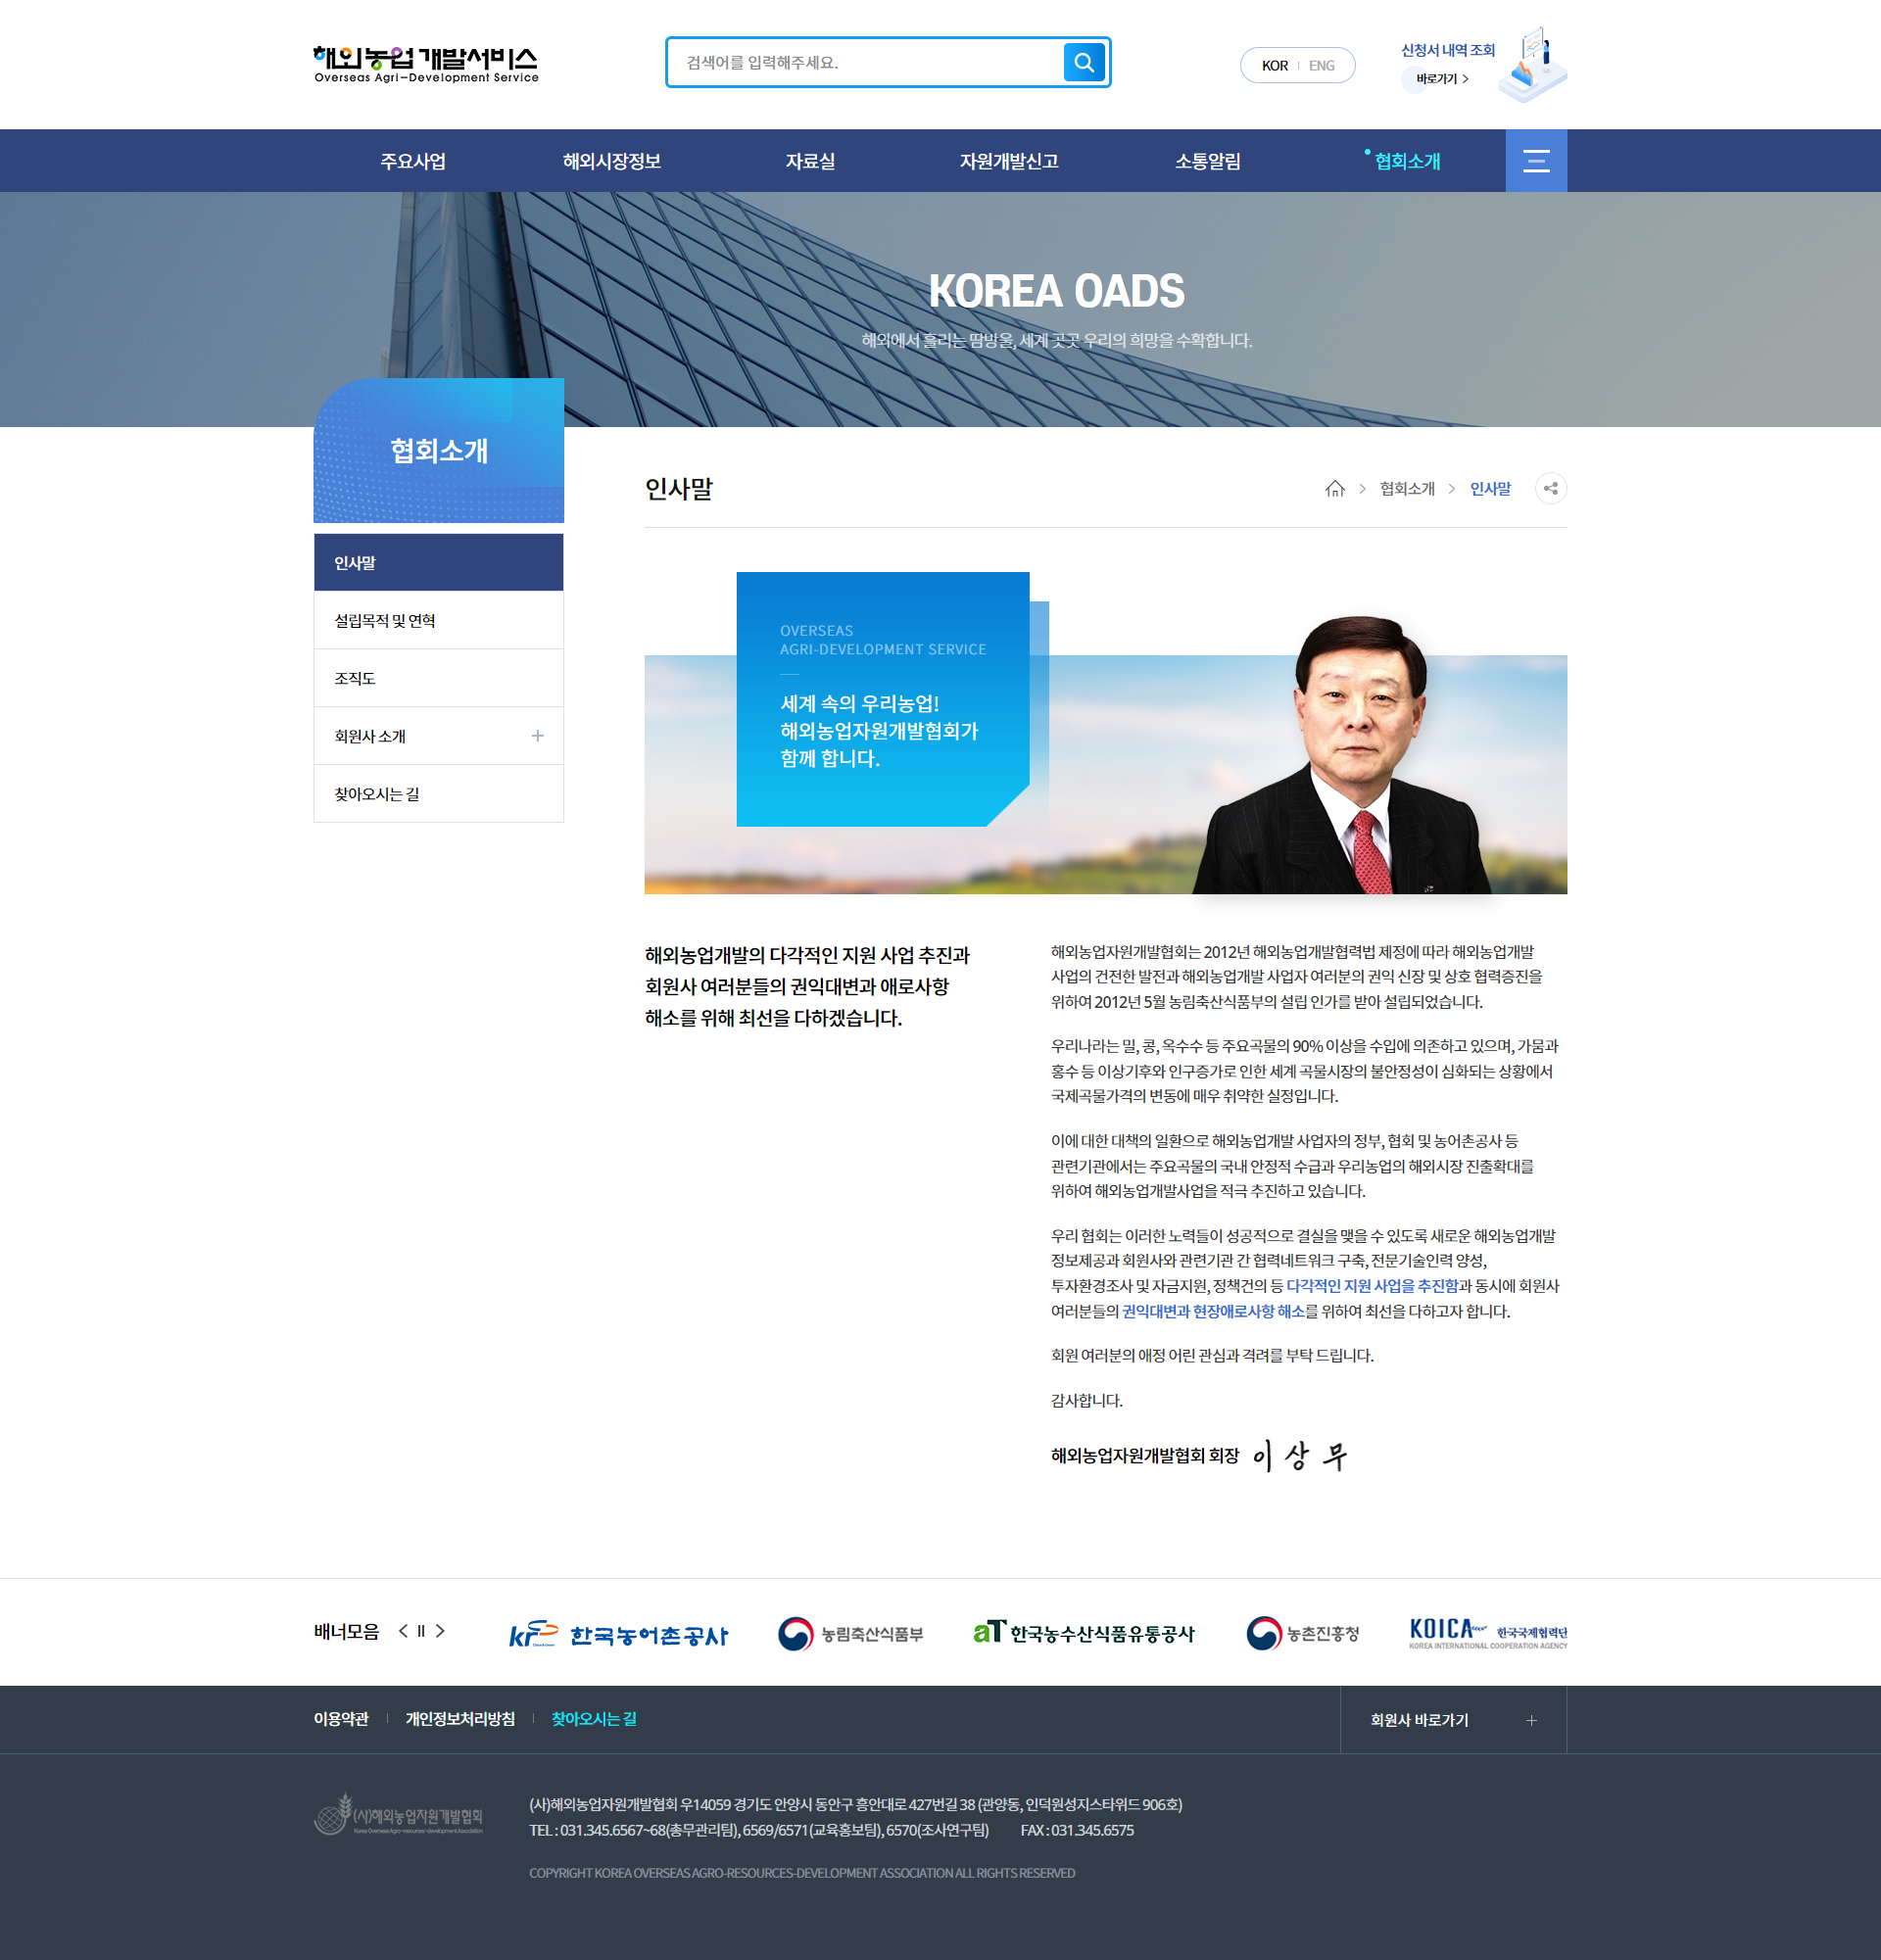 해외농업개발서비스
Overseas Agri-Development Service
검색어를 입력해주세요.
KOR ENG
신청서 내역 조회
바로가기
주요사업 해외시장정보 자료실 자원개발신고 소통알림 협회소개
KOREA OADS
해외에서 흘리는 땀방울, 세계 곳곳 우리의 희망을 수확합니다.
협회소개
인사말
설립목적 및 연혁
조직도
회원사 소개
찾아오시는 길
인사말
협회소개 인사말
OVERSEAS
AGRI-DEVELOPMENT SERVICE
세계 속의 우리농업!
해외농업자원개발협회가
함께 합니다.
해외농업개발의 다각적인 지원 사업 추진과
회원사 여러분들의 권익대변과 애로사항
해소를 위해 최선을 다하겠습니다.
해외농업자원개발협회는 2012년 해외농업개발협력법 제정에 따라 해외농업개발
사업의 건전한 발전과 해외농업개발 사업자 여러분의 권익 신장 및 상호 협력증진을
위하여 2012년 5월 농림축산식품부의 설립 인가를 받아 설립되었습니다.
우리나라는 밀, 콩, 옥수수 등 주요곡물의 90% 이상을 수입에 의존하고 있으며, 가뭄과
홍수 등 이상기후와 인구증가로 인한 세계 곡물시장의 불안정성이 심화되는 상황에서
국제곡물가격의 변동에 매우 취약한 실정입니다.
이에 대한 대책의 일환으로 해외농업개발 사업자의 정부, 협회 및 농어촌공사 등
관련기관에서는 주요곡물의 국내 안정적 수급과 우리농업의 해외시장 진출확대를
위하여 해외농업개발사업을 적극 추진하고 있습니다.
우리 협회는 이러한 노력들이 성공적으로 결실을 맺을 수 있도록 새로운 해외농업개발
정보제공과 회원사와 관련기관 간 협력네트워크 구축, 전문기술인력 양성,
투자환경조사 및 자금지원, 정책건의 등 다각적인 지원 사업을 추진함과 동시에 회원사
여러분들의 권익대변과 현장애로사항 해소를 위하여 최선을 다하고자 합니다.
회원 여러분의 애정 어린 관심과 격려를 부탁 드립니다.
감사합니다.
해외농업자원개발협회 회장 이 상 무
배너모음
한국농어촌공사
농림축산식품부
aT 한국농수산식품유통공사
농촌진흥청
KOICA 한국국제협력단
KOREA INTERNATIONAL COOPERATION AGENCY
이용약관 개인정보처리방침 찾아오시는 길
회원사 바로가기
(사)해외농업자원개발협회
Korea Overseas Agro-resources-development Association
(사)해외농업자원개발협회 우14059 경기도 안양시 동안구 흥안대로 427번길 38 (관양동, 인덕원성지스타위드 906호)
TEL : 031.345.6567~68(총무관리팀), 6569/6571(교육홍보팀), 6570(조사연구팀) FAX : 031.345.6575
COPYRIGHT KOREA OVERSEAS AGRO-RESOURCES-DEVELOPMENT ASSOCIATION ALL RIGHTS RESERVED